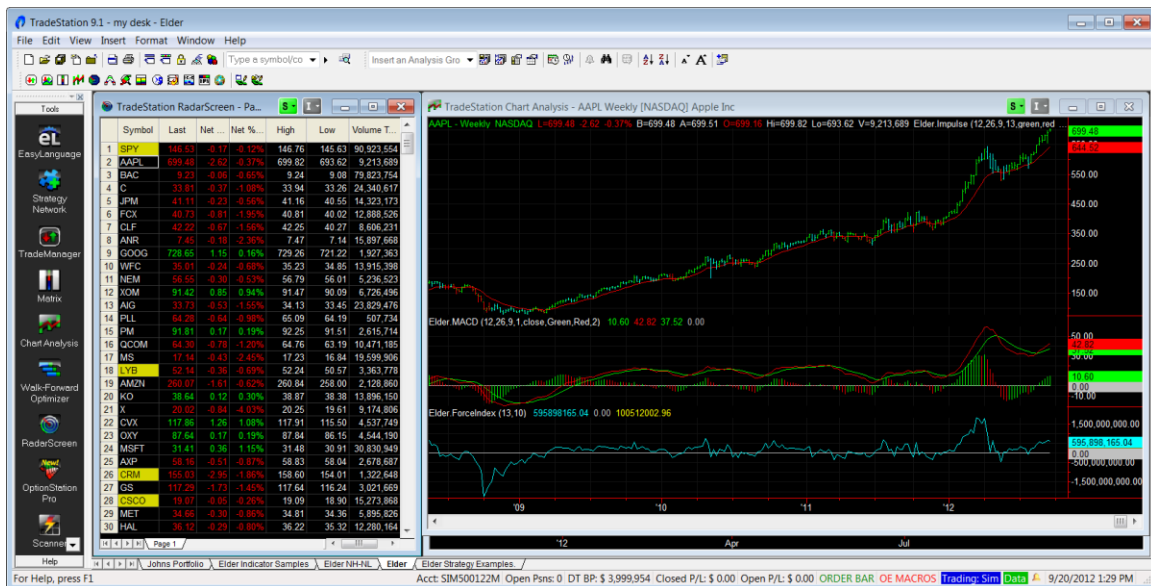 TradeStation 9.1 - my desk - Elder
File Edit View Insert Format Window Help
Type a symbol/co
Insert an Analysis Gro
Tools
EasyLanguage
Strategy
Network
TradeManager
Matrix
Chart Analysis
Walk-Forward
Optimizer
RadarScreen
New!
OptionStation
Pro
Scanner
Help
TradeStation RadarScreen - Pa...
Symbol Last Net ... Net %... High Low Volume T...
1 SPY 146.53 -0.17 -0.12% 146.76 145.63 90,923,554
2 AAPL 699.48 -2.62 -0.37% 699.82 693.62 9,213,689
3 BAC 9.23 -0.06 -0.65% 9.24 9.08 79,823,754
4 C 33.81 -0.37 -1.08% 33.94 33.26 24,340,617
5 JPM 41.11 -0.23 -0.56% 41.16 40.55 14,323,173
6 FCX 40.73 -0.81 -1.95% 40.81 40.02 12,888,526
7 CLF 42.22 -0.67 -1.56% 42.25 40.27 8,606,231
8 ANR 7.45 -0.18 -2.36% 7.47 7.14 15,897,668
9 GOOG 728.65 1.15 0.16% 729.26 721.22 1,927,363
10 WFC -0.24 -0.68% 35.23 34.85 13,915,398
11 NEM 56.55 -0.30 -0.53% 56.79 56.01 5,236,523
12 XOM 91.42 0.85 0.94% 91.47 90.09 6,726,496
13 AIG 33.73 -0.53 -1.55% 34.13 33.45 23,829,476
14 PLL 64.28 -0.64 -0.98% 65.09 64.19 507,734
15 PM 91.81 0.17 0.19% 92.25 91.51 2,615,714
16 QCOM 64.30 -0.78 -1.20% 64.76 63.19 10,471,185
17 MS 17.14 -0.43 -2.45% 17.23 16.84 19,599,906
18 LYB 52.14 -0.36 -0.69% 52.24 50.57 3,363,778
19 AMZN 260.07 -1.61 -0.62% 260.84 258.00 2,128,860
20 KO 38.64 0.12 0.30% 38.87 38.38 13,896,150
21 X 20.02 -0.84 -4.03% 20.25 19.61 9,174,806
22 CVX 117.86 1.26 1.08% 117.91 115.50 4,537,749
23 OXY 87.64 0.17 0.19% 87.84 86.15 4,544,190
24 MSFT 31.41 0.36 1.15% 31.48 30.91 30,830,949
25 AXP 58.16 -0.51 -0.87% 58.83 58.04 2,678,687
26 CRM 155.03 -2.95 -1.86% 158.60 154.01 1,322,648
27 GS 117.29 -1.73 -1.45% 117.64 116.24 3,021,569
28 CSCO 19.07 -0.05 -0.26% 19.09 18.90 15,273,868
29 MET 34.66 -0.30 -0.86% 34.81 34.36 5,895,826
30 HAL 36.12 -0.29 -0.80% 36.22 35.32 12,280,164
Page 1
TradeStation Chart Analysis - AAPL Weekly [NASDAQ] Apple Inc
AAPL - Weekly NASDAQ L=699.48 -2.62 -0.37% B=699.48 A=699.51 O=699.16 Hi=699.82 Lo=693.62 V=9,213,689 Elder.Impulse (12,26,9,13,green,red ...
699.48
644.52
550.00
450.00
350.00
250.00
150.00
Elder MACD (12,26,9,1,close,Green,Red,2) 10.60 42.82 37.52 0.00
50.00
42.82
30.00
10.60
0.00
-10.00
Elder.ForceIndex (13,10) 595898165.04 0.00 100512002.96
1,500,000,000.00
595,898,165.04
0.00
-500,000,000.00
-1,500,000,000.00
'09 '10 '11 '12
'12 Apr Jul
Johns Portfolio Elder Indicator Samples Elder NH-NL Elder Elder Strategy Examples.
For Help, press F1
Acct: SIM500122M Open Psns: 0 DT BP: $ 3,999,954 Closed P/L: $ 0.00 Open P/L: $ 0.00 ORDER BAR OE MACROS Trading: Sim Data 9/20/2012 1:29 PM